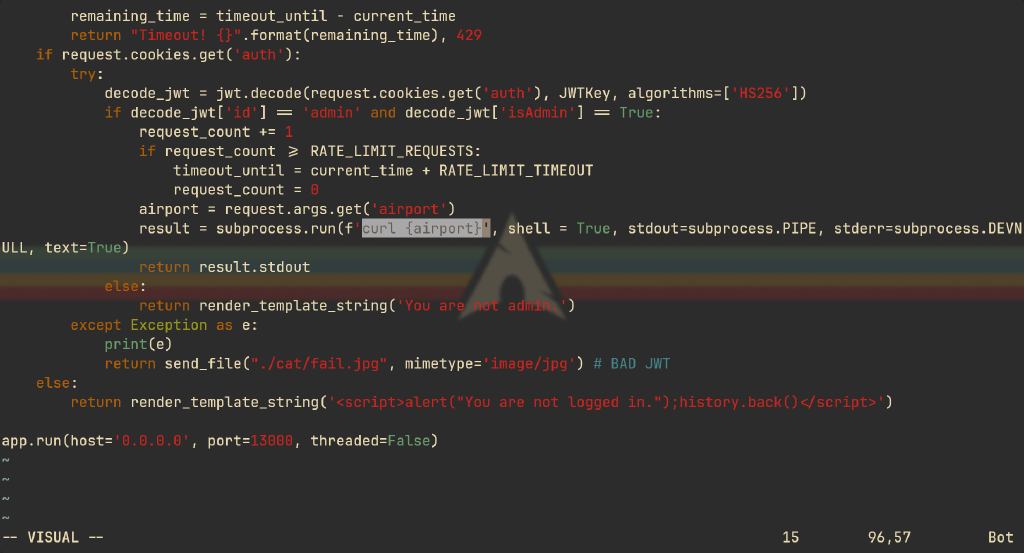 remaining_time = timeout_until - current_time
return "Timeout! {}".format(remaining_time), 429
if request.cookies.get('auth'):
try:
decode_jwt = jwt.decode(request.cookies.get('auth'), JWTKey, algorithms=['HS256'])
if decode_jwt['id'] == 'admin' and decode_jwt['isAdmin'] == True:
request_count += 1
if request_count >= RATE_LIMIT_REQUESTS:
timeout_until = current_time + RATE_LIMIT_TIMEOUT
request_count = 0
airport = request.args.get('airport')
result = subprocess.run(f'curl {airport}', shell = True, stdout=subprocess.PIPE, stderr=subprocess.DEVN
ULL, text=True)
return result.stdout
else:
return render_template_string('You are not admin.')
except Exception as e:
print(e)
return send_file("./cat/fail.jpg", mimetype='image/jpg') # BAD JWT
else:
return render_template_string('<script>alert("You are not logged in.");history.back()</script>')
app.run(host='0.0.0.0', port=13000, threaded=False)
~
~
~
~
-- VISUAL -- 15 96,57 Bot